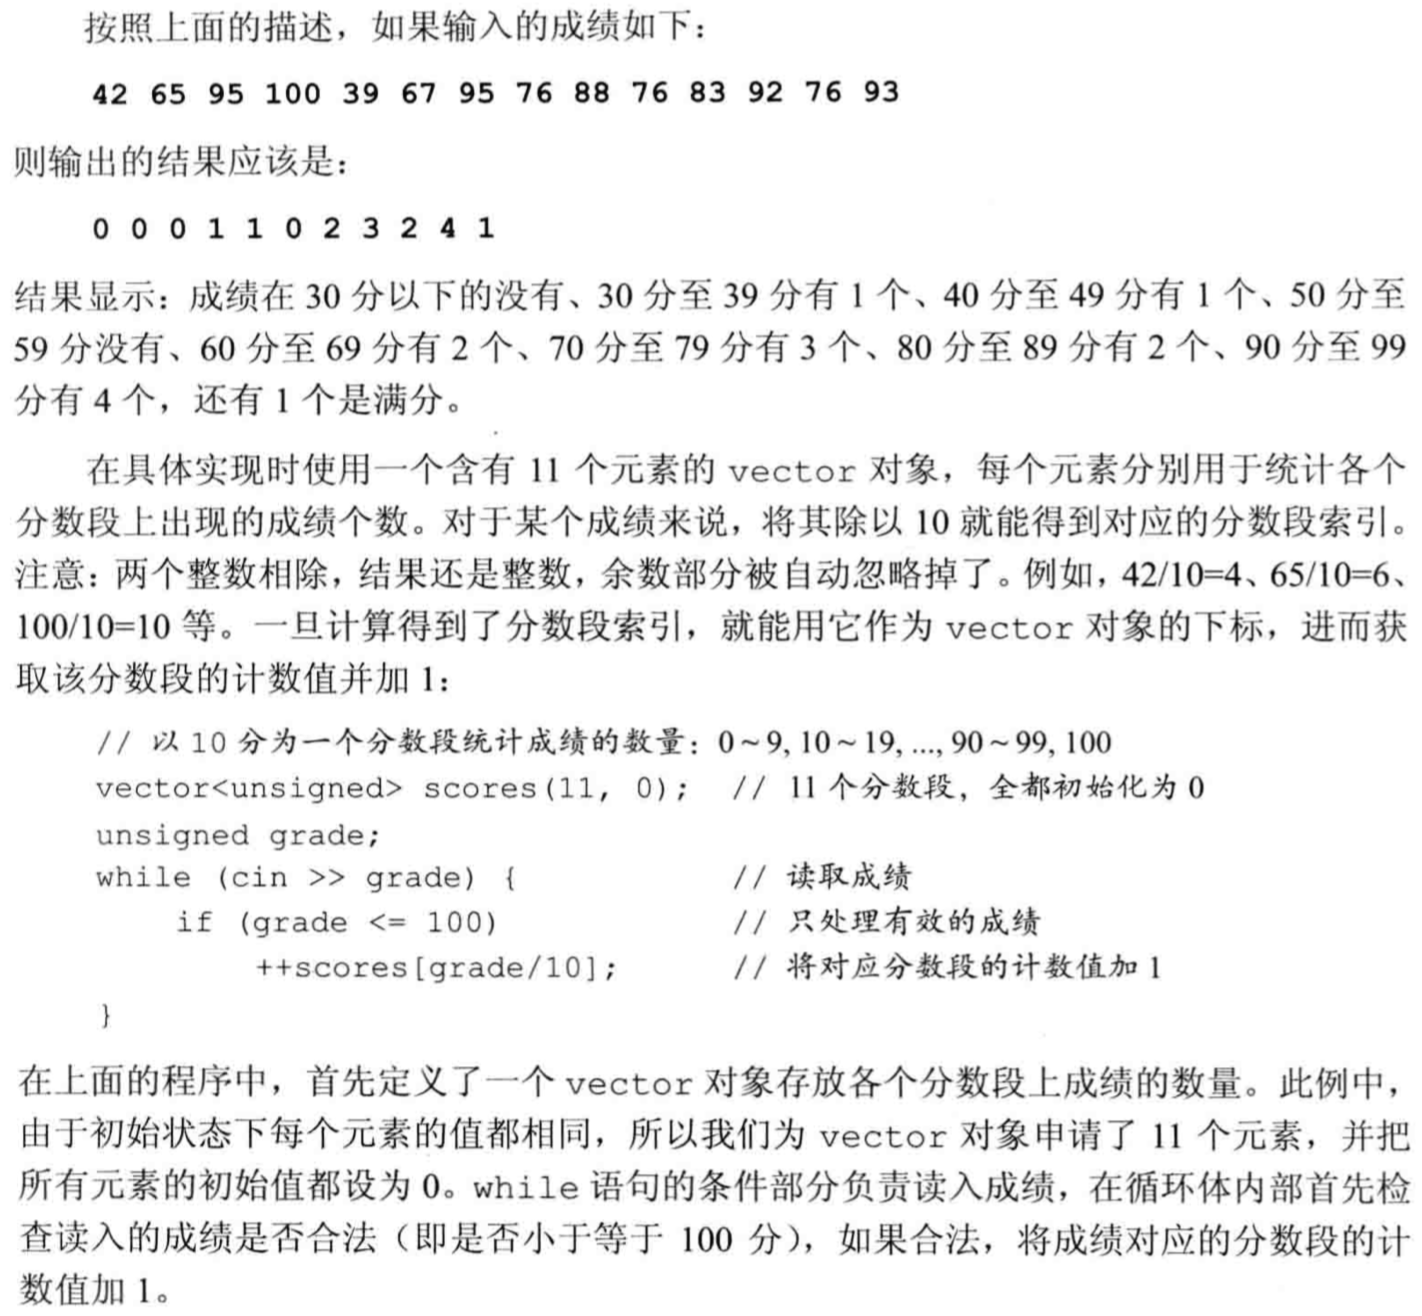 按照上面的描述，如果输入的成绩如下：
42 65 95 100 39 67 95 76 88 76 83 92 76 93
则输出的结果应该是：
0 0 0 1 1 0 2 3 2 4 1
结果显示：成绩在 30 分以下的没有、30 分至 39 分有 1 个、40 分至 49 分有 1 个、50 分至
59 分没有、60 分至 69 分有 2 个、70 分至 79 分有 3 个、80 分至 89 分有 2 个、90 分至 99
分有 4 个，还有 1 个是满分。
在具体实现时使用一个含有 11 个元素的 vector 对象，每个元素分别用于统计各个
分数段上出现的成绩个数。对于某个成绩来说，将其除以 10 就能得到对应的分数段索引。
注意：两个整数相除，结果还是整数，余数部分被自动忽略掉了。例如，42/10=4、65/10=6、
100/10=10 等。一旦计算得到了分数段索引，就能用它作为 vector 对象的下标，进而获
取该分数段的计数值并加 1：
// 以 10 分为一个分数段统计成绩的数量：0～9, 10～19, ..., 90～99, 100
vector<unsigned> scores(11, 0); // 11 个分数段，全都初始化为 0
unsigned grade;
while (cin >> grade) { // 读取成绩
if (grade <= 100) // 只处理有效的成绩
++scores[grade/10]; // 将对应分数段的计数值加 1
}
在上面的程序中，首先定义了一个 vector 对象存放各个分数段上成绩的数量。此例中，
由于初始状态下每个元素的值都相同，所以我们为 vector 对象申请了 11 个元素，并把
所有元素的初始值都设为 0。while 语句的条件部分负责读入成绩，在循环体内部首先检
查读入的成绩是否合法（即是否小于等于 100 分），如果合法，将成绩对应的分数段的计
数值加 1。